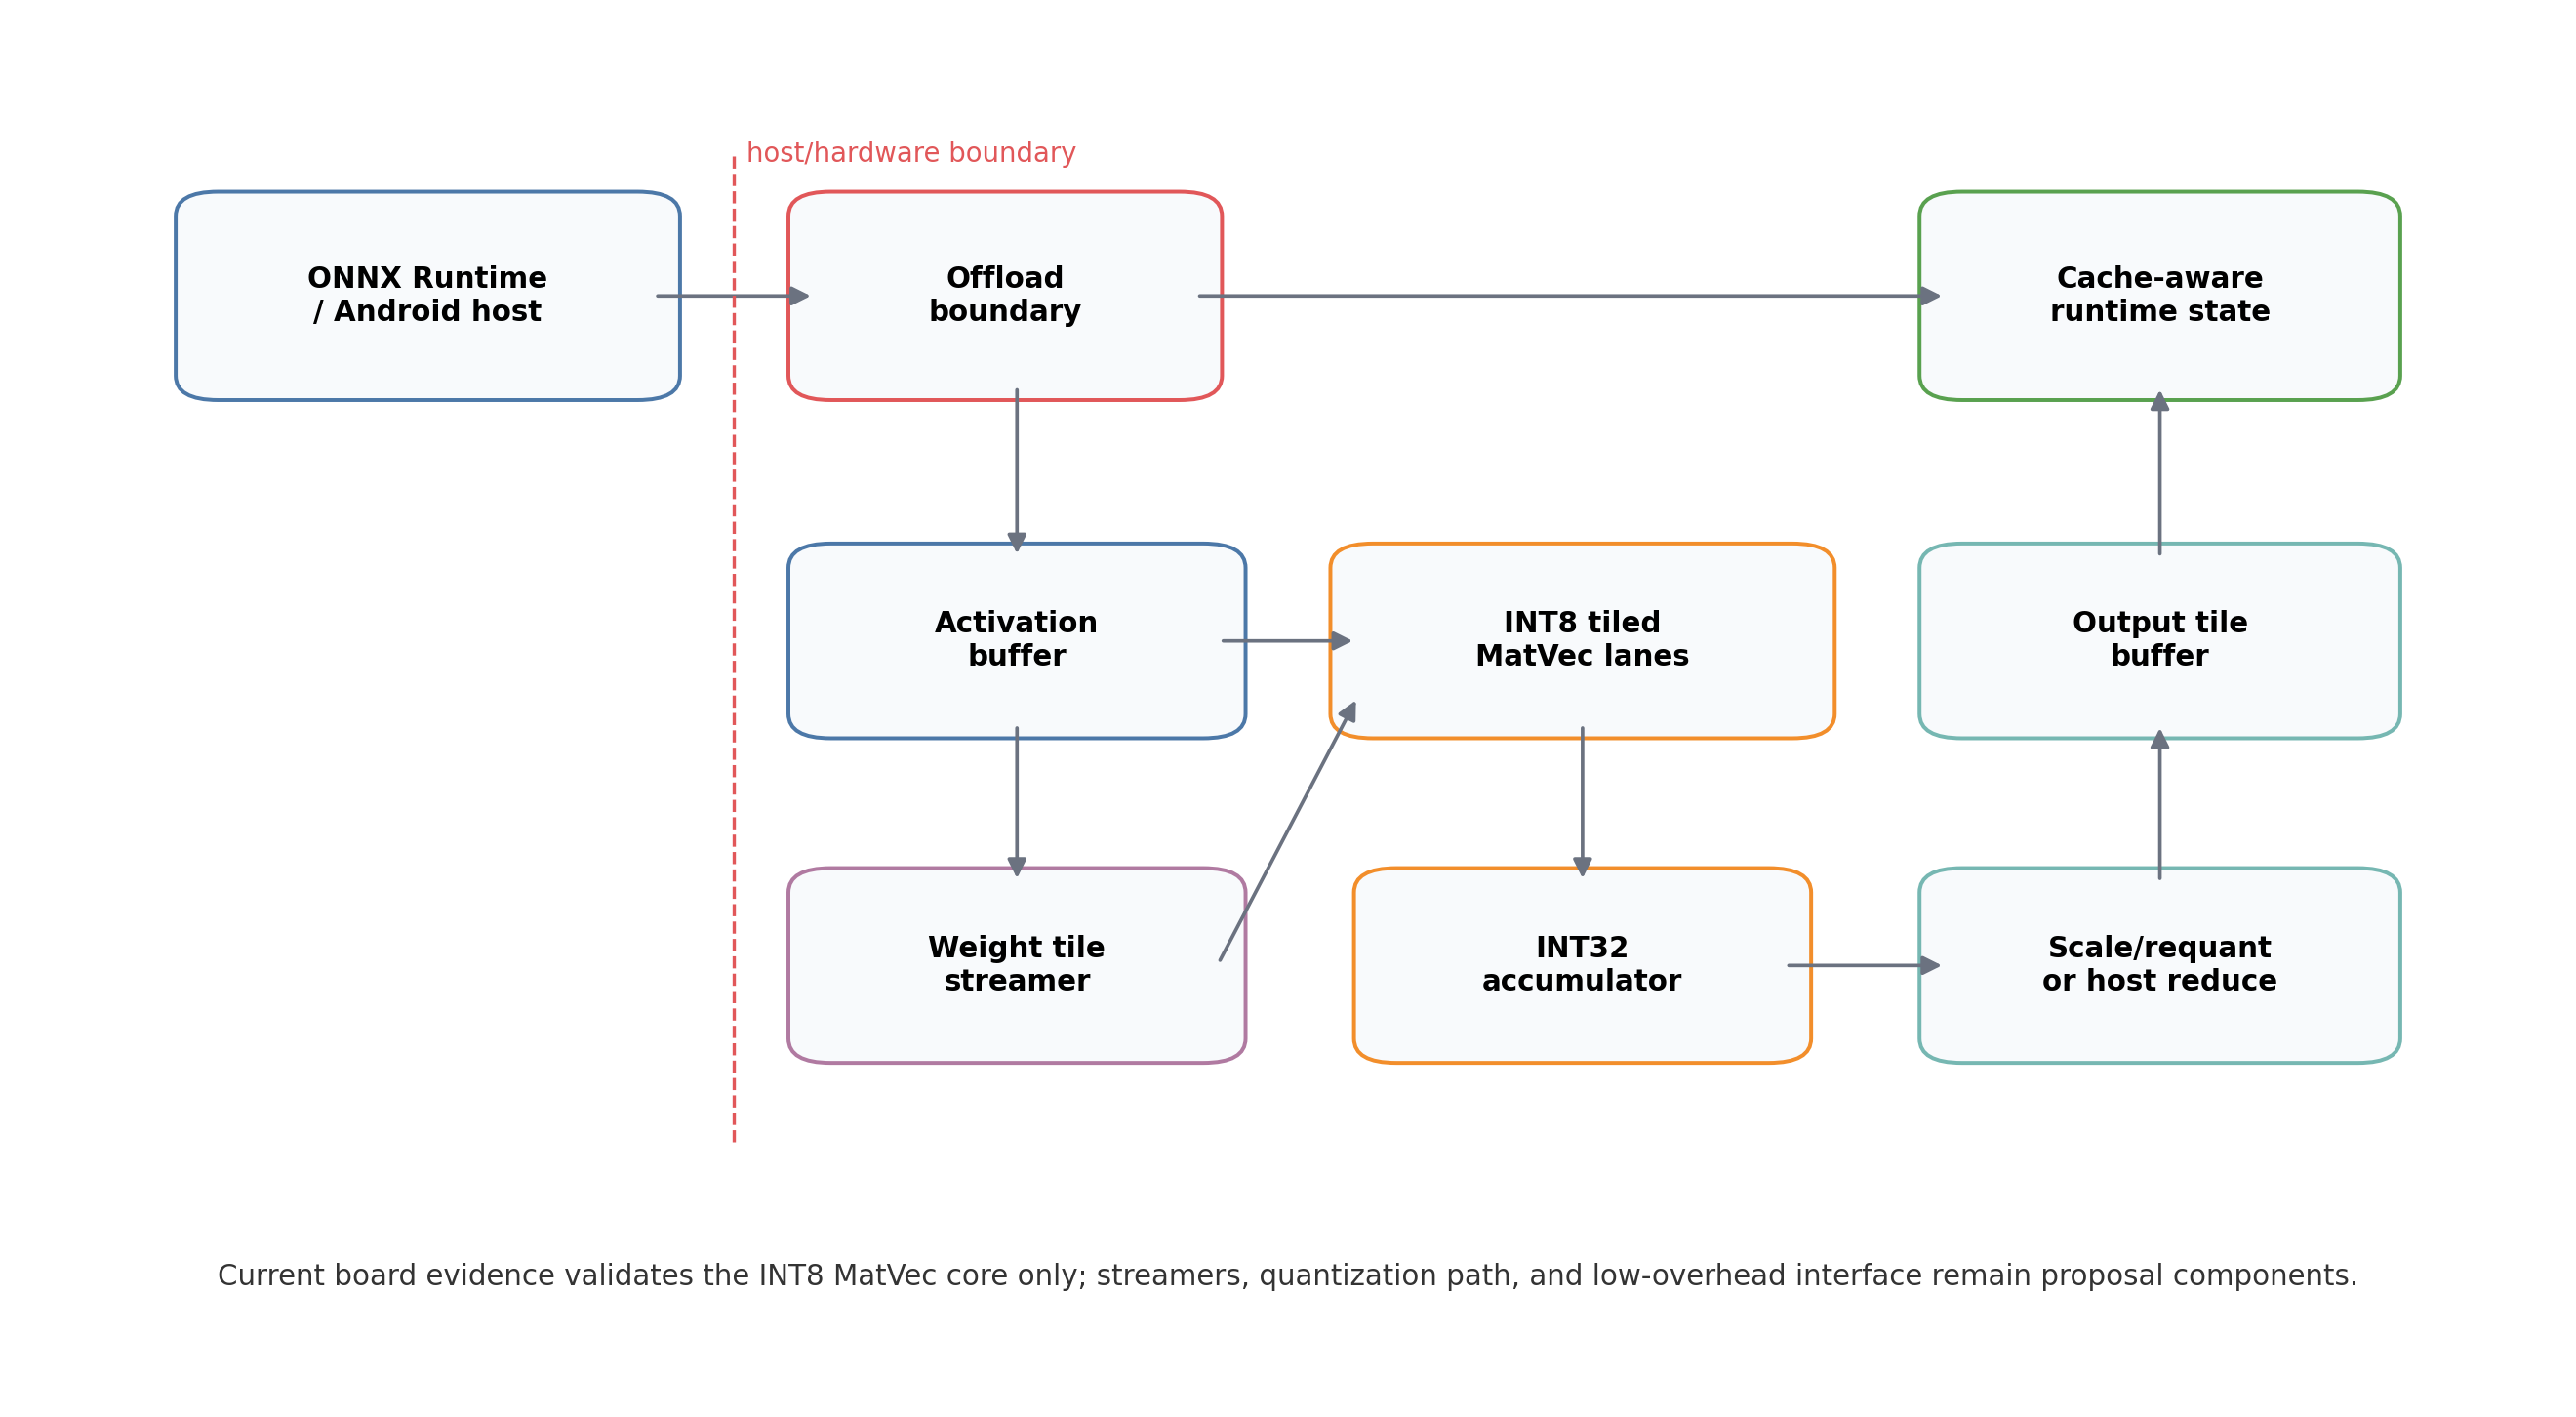 host/hardware boundary
ONNX Runtime
/ Android host
Offload
boundary
Cache-aware
runtime state
Activation
buffer
INT8 tiled
MatVec lanes
Output tile
buffer
Weight tile
streamer
INT32
accumulator
Scale/requant
or host reduce
Current board evidence validates the INT8 MatVec core only; streamers, quantization path, and low-overhead interface remain proposal components.